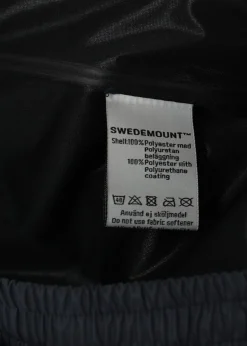 SWEDEMOUNT™
Shell:100%Polyester med
Polyuretan
beläggning
100%Polyester with
Polyurethane
coating
40
Använd ej sköljmedel
Do not use fabric softener